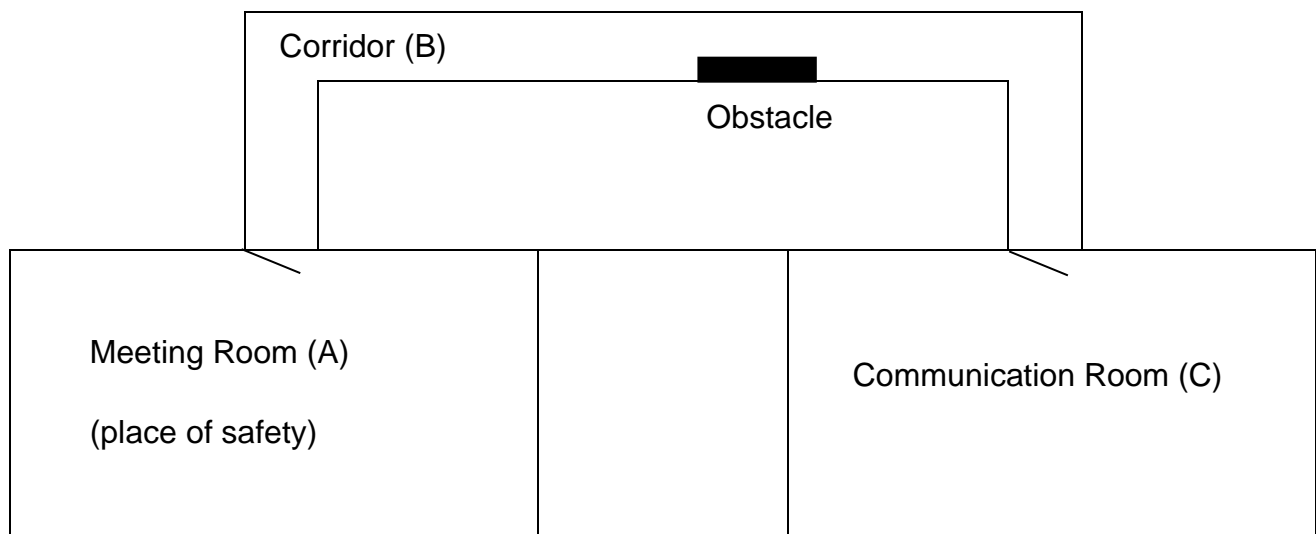 Corridor (B)
Obstacle
Meeting Room (A)
(place of safety)
Communication Room (C)